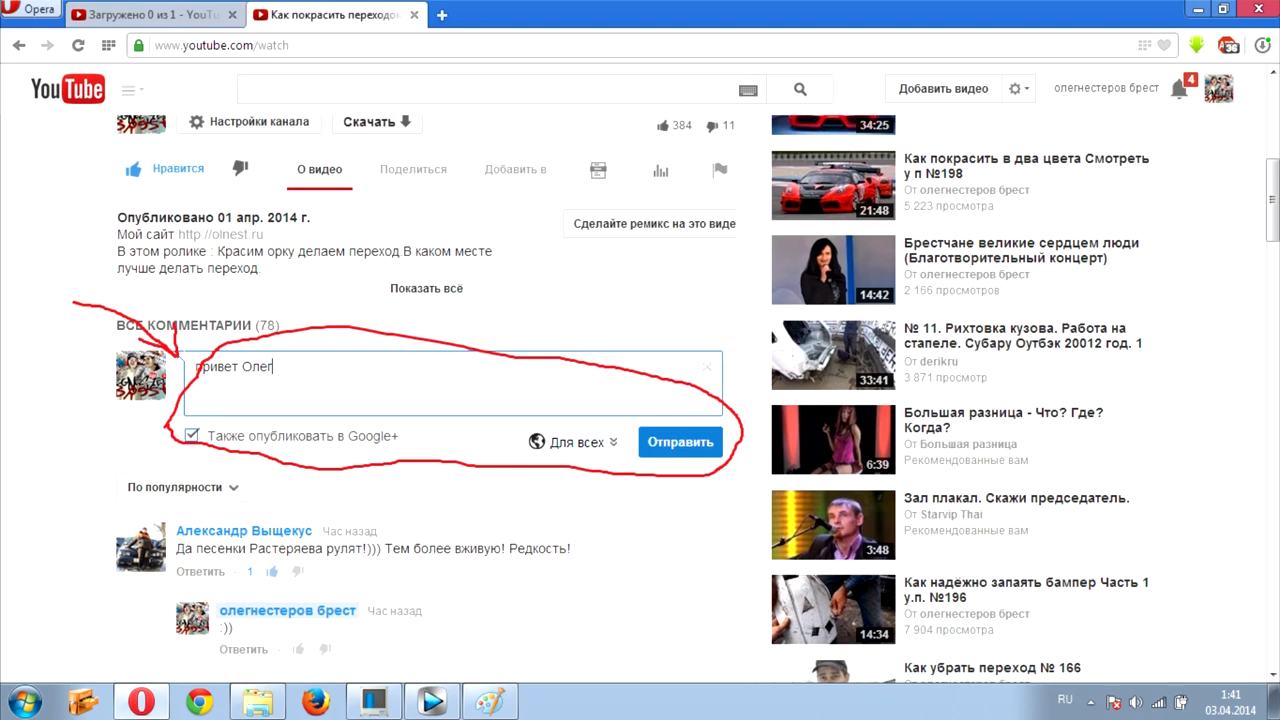 Opera
Загружено 0 из 1 - YouTu
Как покрасить переходом
www.youtube.com/watch
36
YouTube
Добавить видео
олегнестеров брест
4
Настройки канала
Скачать
384
11
Нравится
О видео
Поделиться
Добавить в
Опубликовано 01 апр. 2014 г.
Сделайте ремикс на это виде
Мой сайт http://olnest.ru
В этом ролике : Красим орку делаем переход В каком месте
лучше делать переход.
Показать всё
ВСЕ КОММЕНТАРИИ (78)
привет Олег
Также опубликовать в Google+
Для всех
Отправить
По популярности
Александр Выщекус Час назад
Да песенки Растеряева рулят!))) Тем более вживую! Редкость!
Ответить · 1
олегнестеров брест Час назад
:))
Ответить ·
34:25
Как покрасить в два цвета Смотреть
у п №198
От олегнестеров брест
5 223 просмотра
21:48
Брестчане великие сердцем люди
(Благотворительный концерт)
От олегнестеров брест
2 166 просмотров
14:42
№ 11. Рихтовка кузова. Работа на
стапеле. Субару Оутбэк 20012 год. 1
От derikru
3 871 просмотр
33:41
Большая разница - Что? Где?
Когда?
От Большая разница
Рекомендованные вам
6:39
Зал плакал. Скажи председатель.
От Starvip Thai
Рекомендованные вам
3:48
Как надёжно запаять бампер Часть 1
у.п. №196
От олегнестеров брест
7 904 просмотра
14:34
Как убрать переход № 166
RU
1:41
03.04.2014